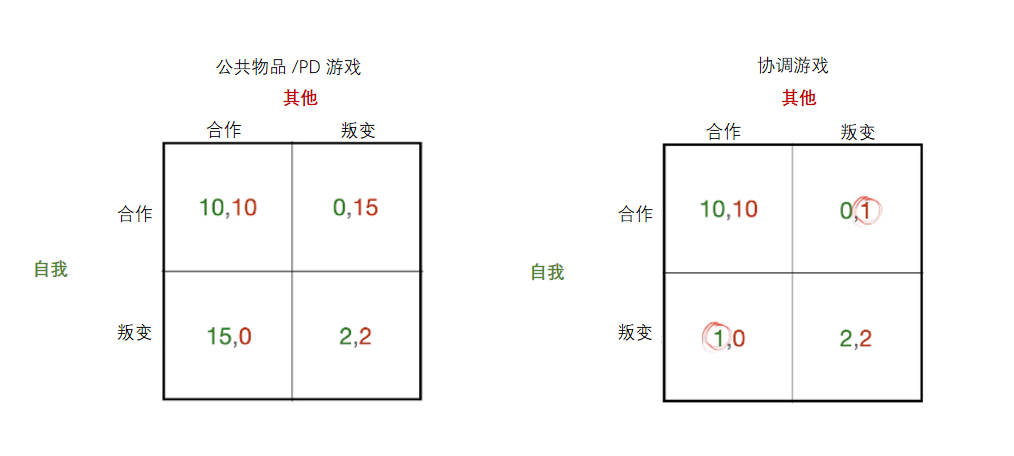 公共物品 /PD 游戏
其他
合作 叛变
合作 10,10 0,15
自我
叛变 15,0 2,2
协调游戏
其他
合作 叛变
合作 10,10 0,1
自我
叛变 1,0 2,2